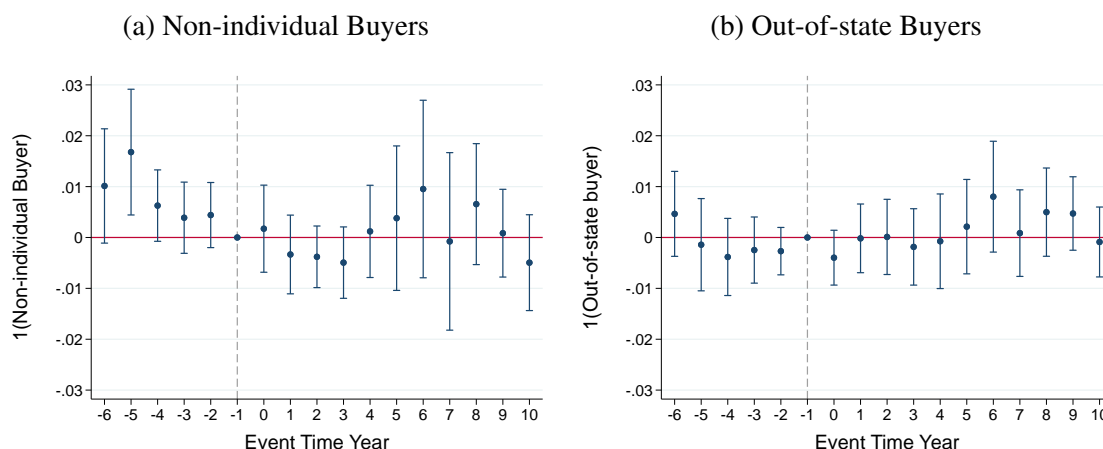 (a) Non-individual Buyers
1(Non-individual Buyer)
.03
.02
.01
0
-.01
-.02
-.03
-6 -5 -4 -3 -2 -1 0 1 2 3 4 5 6 7 8 9 10
Event Time Year
(b) Out-of-state Buyers
1(Out-of-state buyer)
.03
.02
.01
0
-.01
-.02
-.03
-6 -5 -4 -3 -2 -1 0 1 2 3 4 5 6 7 8 9 10
Event Time Year